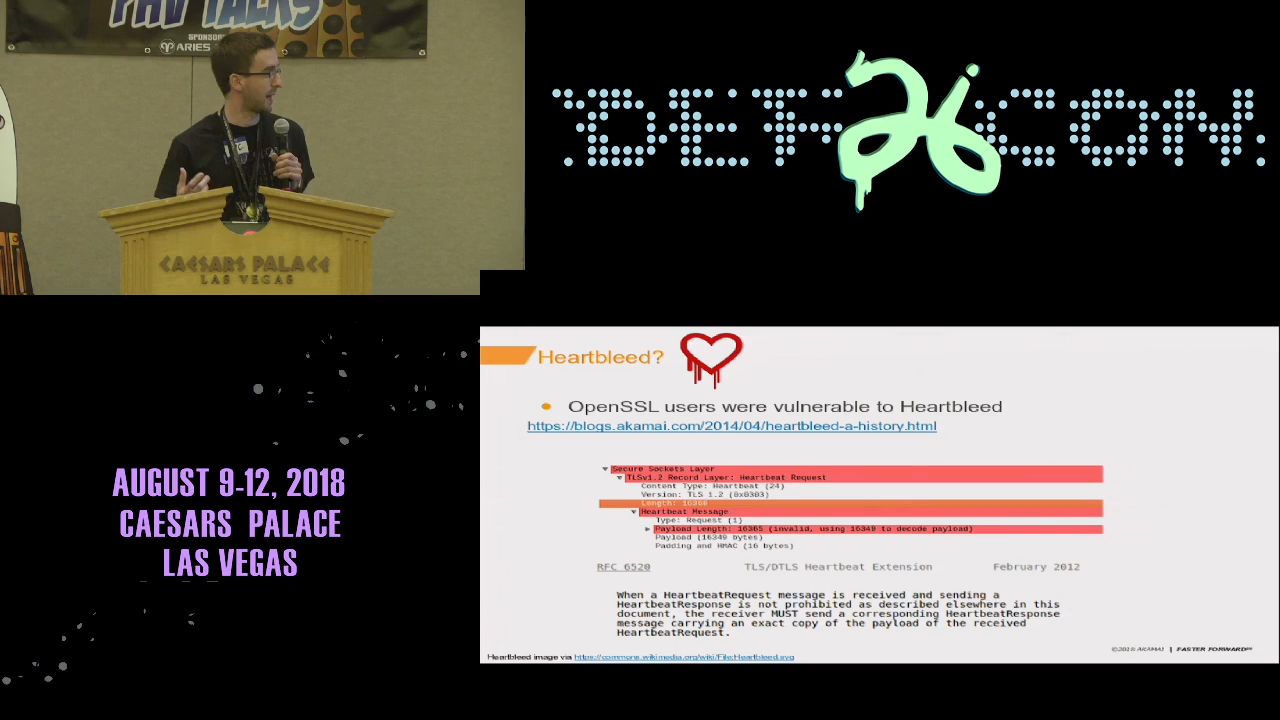 PHV TALKS
SPONSOR
ARIES
CAESARS PALACE
LAS VEGAS
DEF CON
26
AUGUST 9-12, 2018
CAESARS PALACE
LAS VEGAS
Heartbleed?
OpenSSL users were vulnerable to Heartbleed
https://blogs.akamai.com/2014/04/heartbleed-a-history.html
Secure Sockets Layer
TLSv1.2 Record Layer: Heartbeat Request
Content Type: Heartbeat (24)
Version: TLS 1.2 (0x0303)
Length: 16368
Heartbeat Message
Type: Request (1)
Payload Length: 16365 (invalid, using 16349 to decode payload)
Payload (16349 bytes)
Padding and HMAC (16 bytes)
RFC 6520 TLS/DTLS Heartbeat Extension February 2012
When a HeartbeatRequest message is received and sending a
HeartbeatResponse is not prohibited as described elsewhere in this
document, the receiver MUST send a corresponding HeartbeatResponse
message carrying an exact copy of the payload of the received
HeartbeatRequest.
©2018 AKAMAI | FASTER FORWARD
Heartbleed image via https://commons.wikimedia.org/wiki/File:Heartbleed.svg